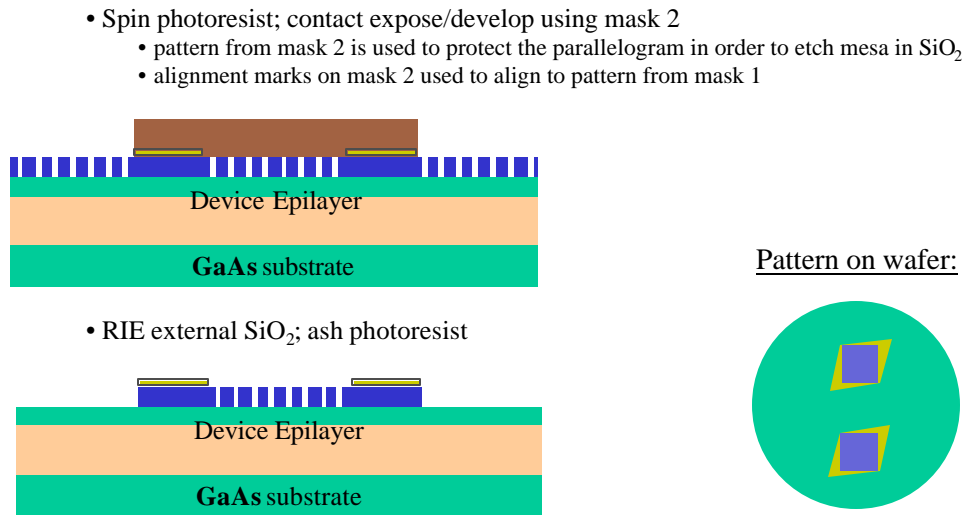 • Spin photoresist; contact expose/develop using mask 2
• pattern from mask 2 is used to protect the parallelogram in order to etch mesa in SiO₂
• alignment marks on mask 2 used to align to pattern from mask 1
Device Epilayer
GaAs substrate
Pattern on wafer:
• RIE external SiO₂; ash photoresist
Device Epilayer
GaAs substrate